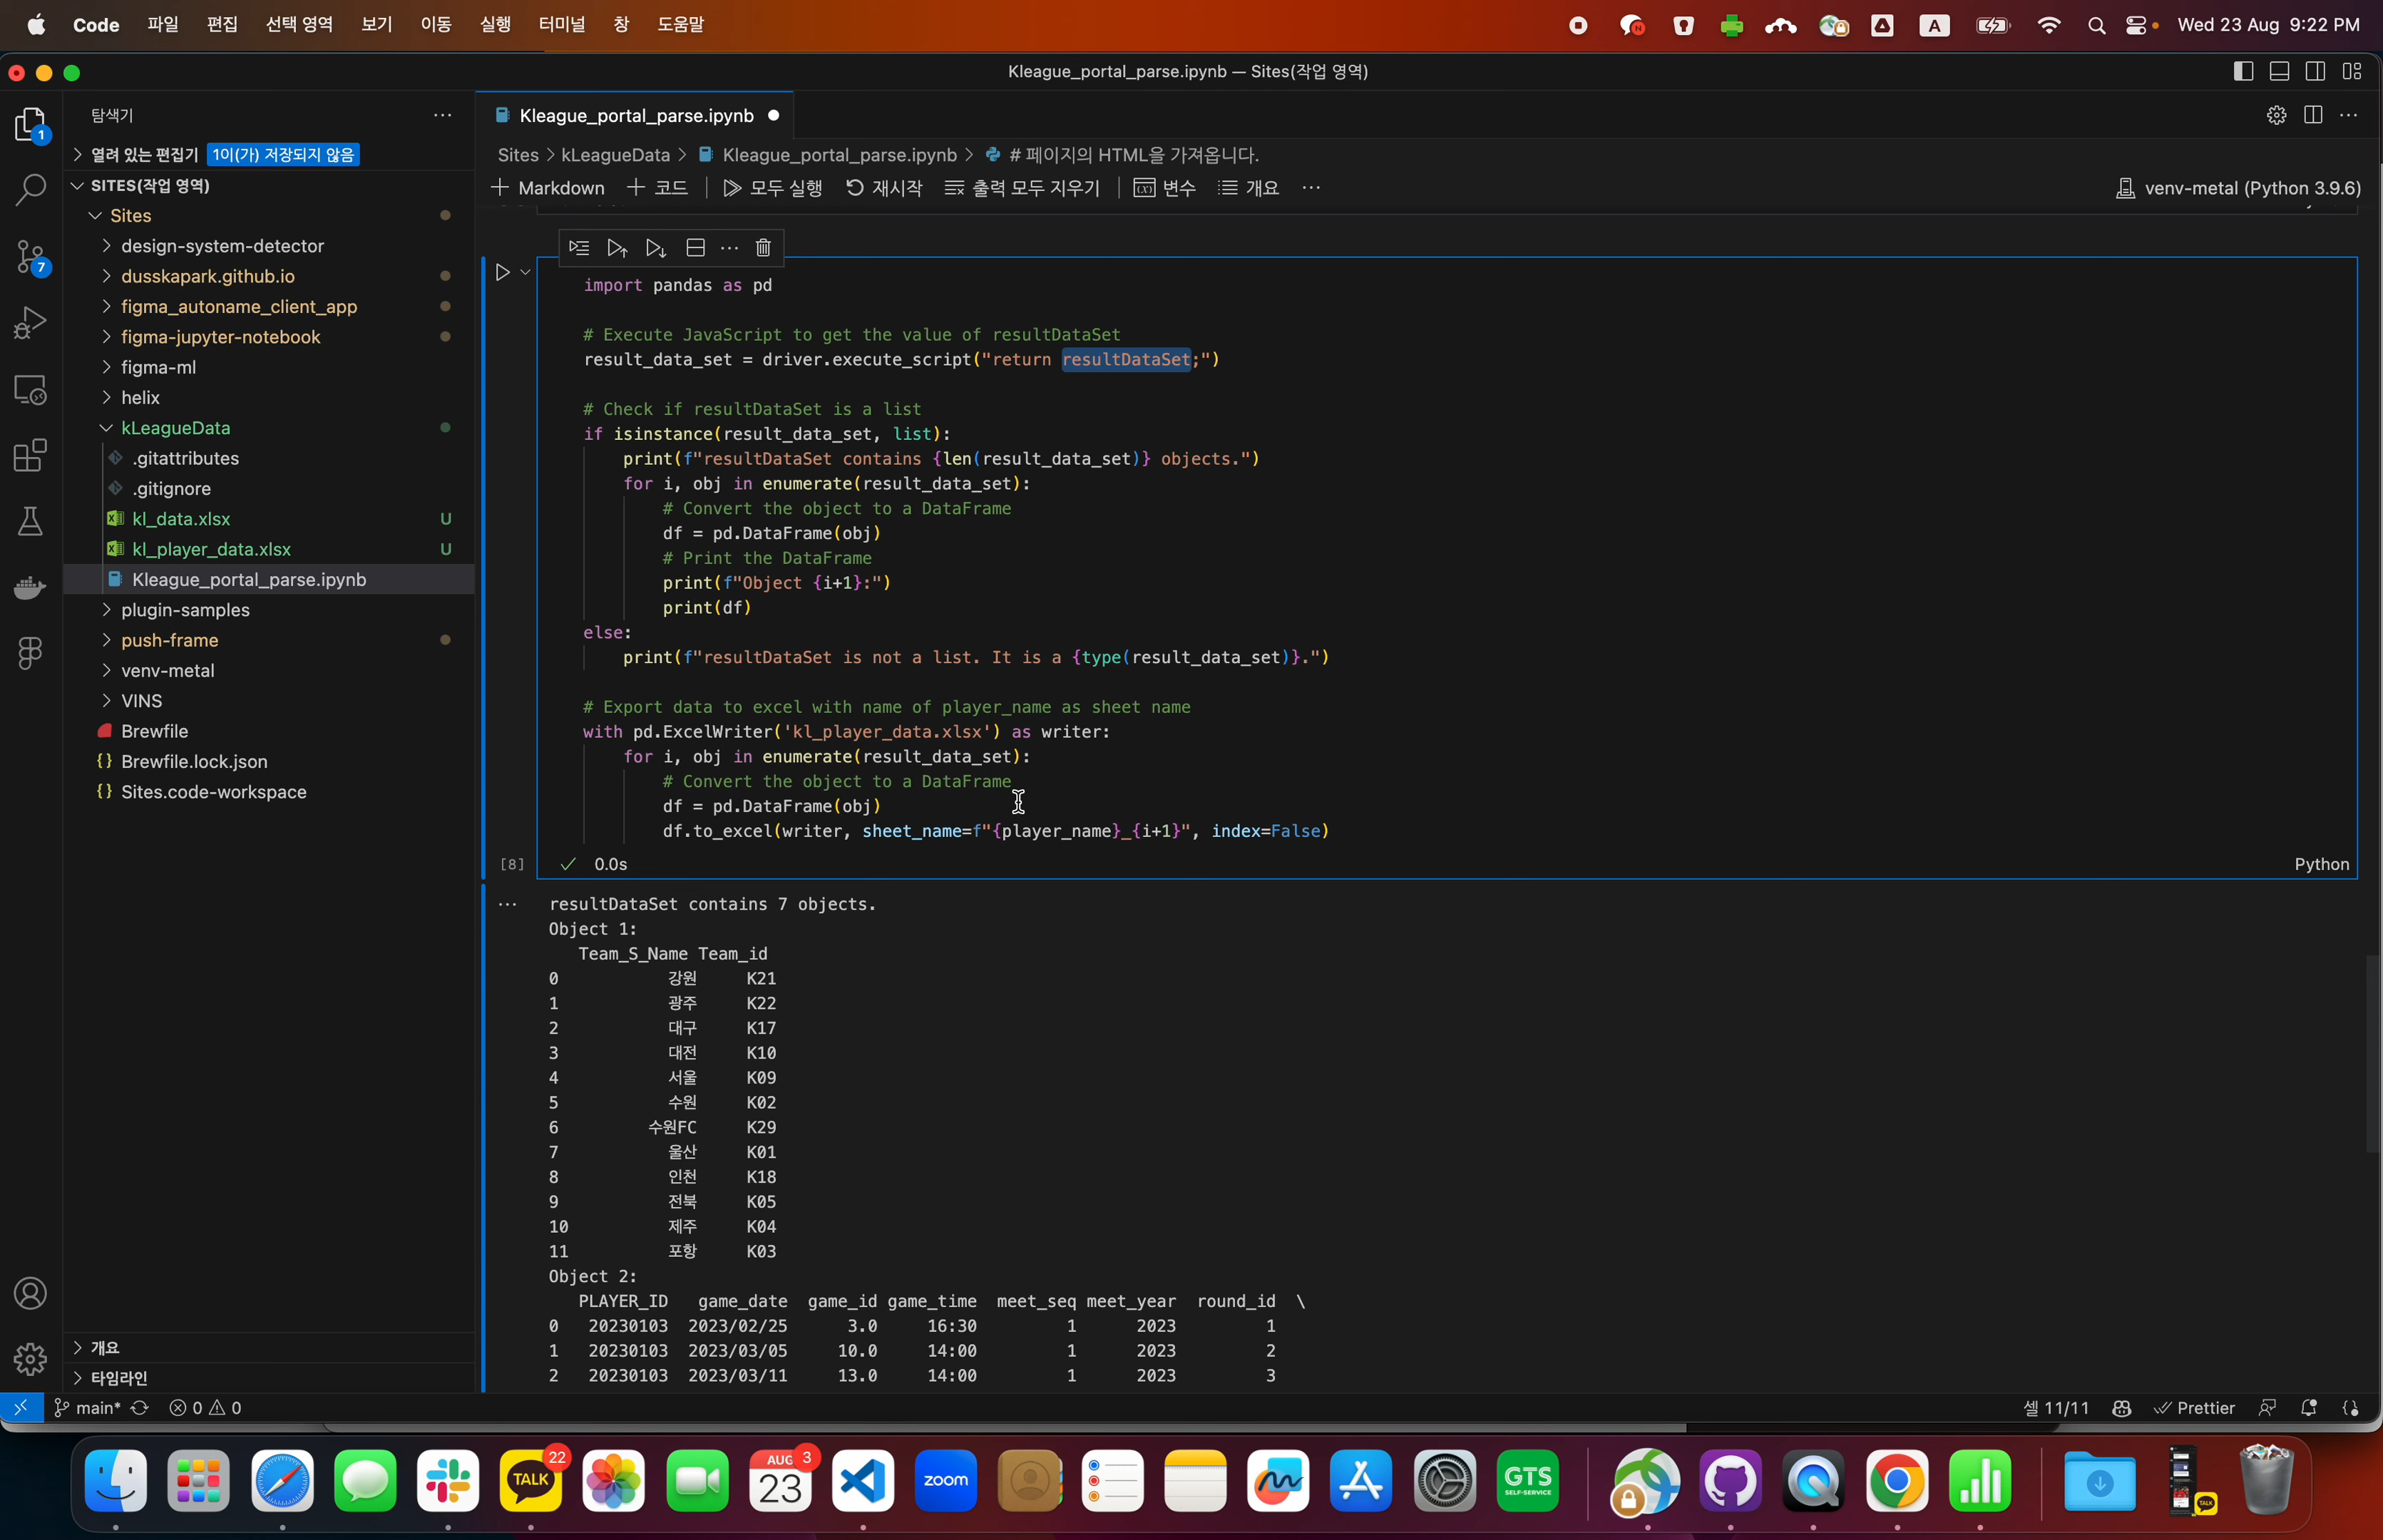 Code 파일 편집 선택 영역 보기 이동 실행 터미널 창 도움말 A Wed 23 Aug 9:22 PM
Kleague_portal_parse.ipynb — Sites(작업 영역)
탐색기 ···
열려 있는 편집기 1이(가) 저장되지 않음
SITES(작업 영역)
Sites
design-system-detector
dusskapark.github.io
figma_autoname_client_app
figma-jupyter-notebook
figma-ml
helix
kLeagueData
.gitattributes
.gitignore
kl_data.xlsx U
kl_player_data.xlsx U
Kleague_portal_parse.ipynb
plugin-samples
push-frame
venv-metal
VINS
Brewfile
{} Brewfile.lock.json
{} Sites.code-workspace
개요
타임라인
1
7
Kleague_portal_parse.ipynb
Sites > kLeagueData > Kleague_portal_parse.ipynb > # 페이지의 HTML을 가져옵니다.
+ Markdown + 코드 모두 실행 재시작 출력 모두 지우기 변수 개요 ··· venv-metal (Python 3.9.6)
import pandas as pd
# Execute JavaScript to get the value of resultDataSet
result_data_set = driver.execute_script("return resultDataSet;")
# Check if resultDataSet is a list
if isinstance(result_data_set, list):
print(f"resultDataSet contains {len(result_data_set)} objects.")
for i, obj in enumerate(result_data_set):
# Convert the object to a DataFrame
df = pd.DataFrame(obj)
# Print the DataFrame
print(f"Object {i+1}:")
print(df)
else:
print(f"resultDataSet is not a list. It is a {type(result_data_set)}.")
# Export data to excel with name of player_name as sheet name
with pd.ExcelWriter('kl_player_data.xlsx') as writer:
for i, obj in enumerate(result_data_set):
# Convert the object to a DataFrame
df = pd.DataFrame(obj)
df.to_excel(writer, sheet_name=f"{player_name}_{i+1}", index=False)
[8] ✓ 0.0s Python
··· resultDataSet contains 7 objects.
Object 1:
Team_S_Name Team_id
0 강원 K21
1 광주 K22
2 대구 K17
3 대전 K10
4 서울 K09
5 수원 K02
6 수원FC K29
7 울산 K01
8 인천 K18
9 전북 K05
10 제주 K04
11 포항 K03
Object 2:
PLAYER_ID game_date game_id game_time meet_seq meet_year round_id \
0 20230103 2023/02/25 3.0 16:30 1 2023 1
1 20230103 2023/03/05 10.0 14:00 1 2023 2
2 20230103 2023/03/11 13.0 14:00 1 2023 3
main* 0 0 셀 11/11 Prettier
TALK 22 AUG 23 3 zoom GTS SELF-SERVICE TALK